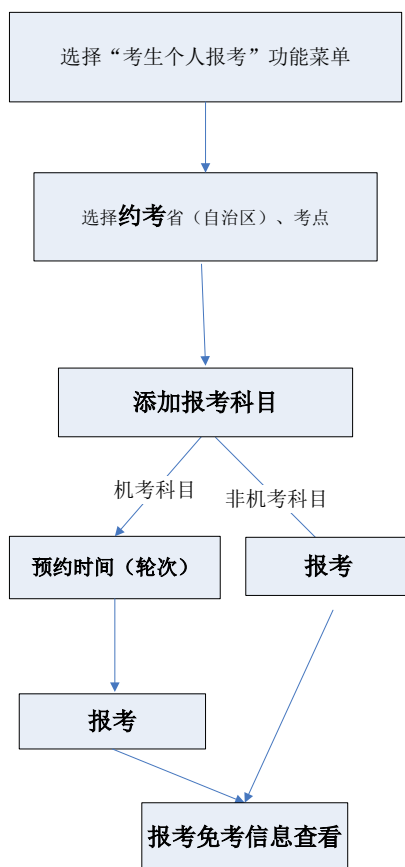 选择“考生个人报考”功能菜单
选择约考省（自治区）、考点
添加报考科目
机考科目
非机考科目
预约时间（轮次）
报考
报考
报考免考信息查看